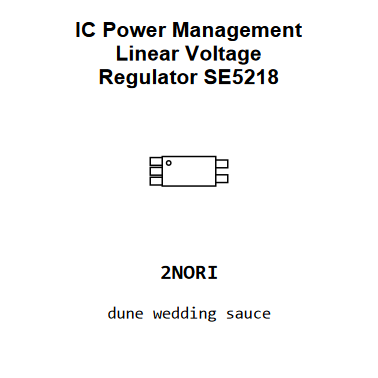 IC Power Management
Linear Voltage
Regulator SE5218
2NORI
dune wedding sauce